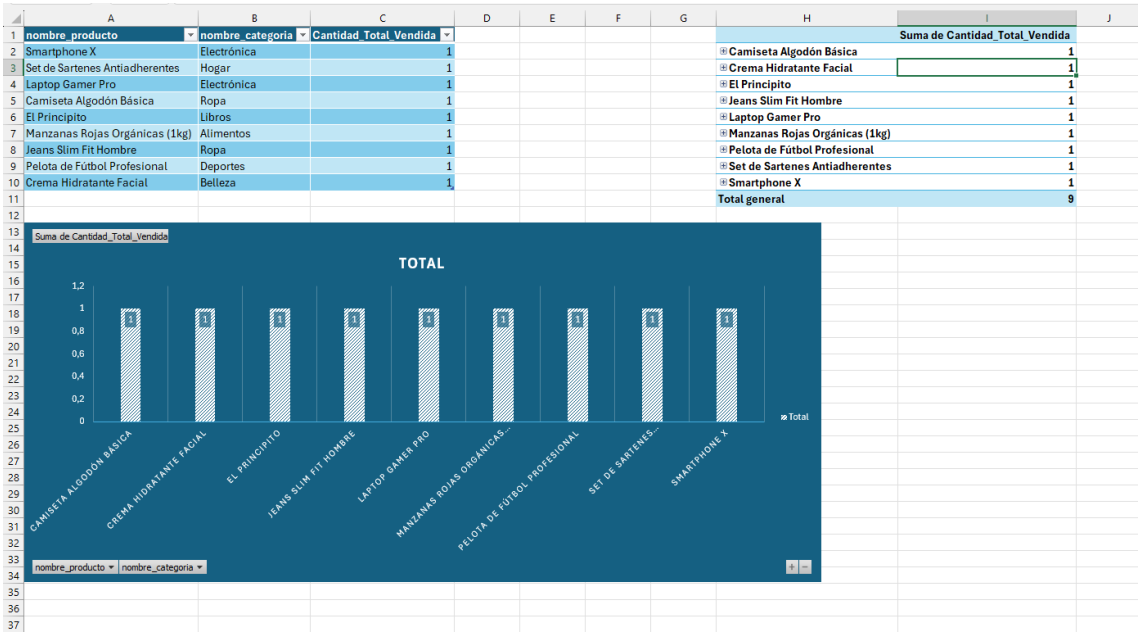 A B C D E F G H I J
1 nombre_producto nombre_categoria Cantidad_Total_Vendida Suma de Cantidad_Total_Vendida
2 Smartphone X Electrónica 1 Camiseta Algodón Básica 1
3 Set de Sartenes Antiadherentes Hogar 1 Crema Hidratante Facial 1
4 Laptop Gamer Pro Electrónica 1 El Principito 1
5 Camiseta Algodón Básica Ropa 1 Jeans Slim Fit Hombre 1
6 El Principito Libros 1 Laptop Gamer Pro 1
7 Manzanas Rojas Orgánicas (1kg) Alimentos 1 Manzanas Rojas Orgánicas (1kg) 1
8 Jeans Slim Fit Hombre Ropa 1 Pelota de Fútbol Profesional 1
9 Pelota de Fútbol Profesional Deportes 1 Set de Sartenes Antiadherentes 1
10 Crema Hidratante Facial Belleza 1 Smartphone X 1
11 Total general 9
12
13
14
15
16
17
18
19
20
21
22
23
24
25
26
27
28
29
30
31
32
33
34
35
36
37
Suma de Cantidad_Total_Vendida
TOTAL
1,2
1
0,8
0,6
0,4
0,2
0
1 1 1 1 1 1 1 1 1
Total
CAMISETA ALGODÓN BÁSICA
CREMA HIDRATANTE FACIAL
EL PRINCIPITO
JEANS SLIM FIT HOMBRE
LAPTOP GAMER PRO
MANZANAS ROJAS ORGÁNICAS...
PELOTA DE FÚTBOL PROFESIONAL
SET DE SARTENES...
SMARTPHONE X
nombre_producto nombre_categoria + −